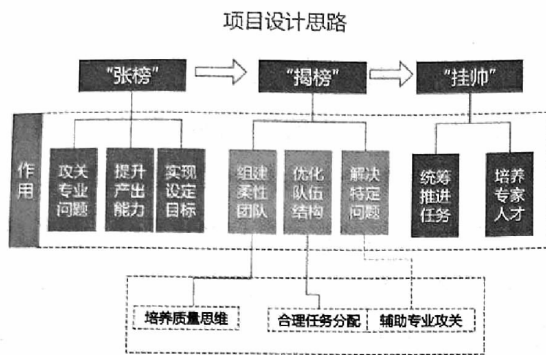 项目设计思路
“张榜”
“揭榜”
“挂帅”
作用
攻关专业问题
提升产出能力
实现设定目标
组建柔性团队
优化队伍结构
解决特定问题
统筹推进任务
培养专家人才
培养质量思维
合理任务分配
辅助专业攻关